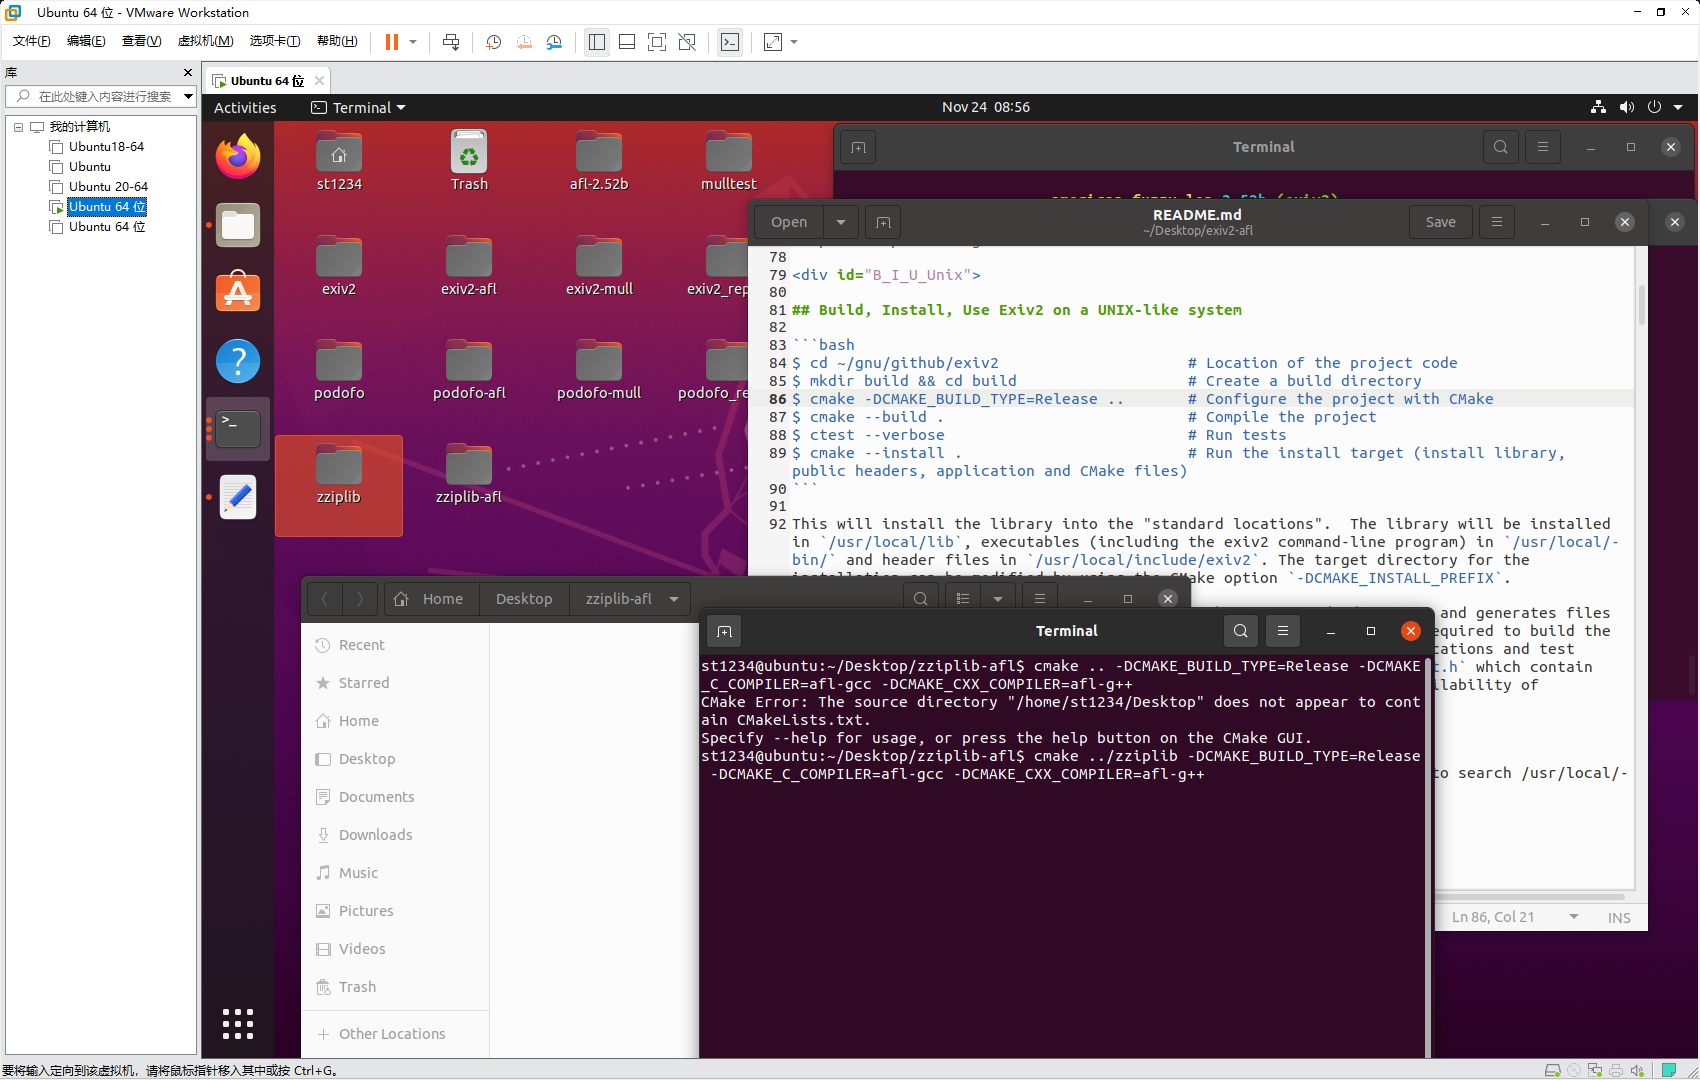 Ubuntu 64 位 - VMware Workstation
文件(F) 编辑(E) 查看(V) 虚拟机(M) 选项卡(T) 帮助(H)
库
在此处键入内容进行搜索
我的计算机
Ubuntu18-64
Ubuntu
Ubuntu 20-64
Ubuntu 64 位
Ubuntu 64 位
Ubuntu 64 位
Activities
Terminal
Nov 24 08:56
st1234
Trash
afl-2.52b
mulltest
exiv2
exiv2-afl
exiv2-mull
exiv2_rep
podofo
podofo-afl
podofo-mull
podofo_re
zziplib
zziplib-afl
Terminal
Open
README.md
~/Desktop/exiv2-afl
Save
78
79 <div id="B_I_U_Unix">
80
81 ## Build, Install, Use Exiv2 on a UNIX-like system
82
83 ```bash
84 $ cd ~/gnu/github/exiv2 # Location of the project code
85 $ mkdir build && cd build # Create a build directory
86 $ cmake -DCMAKE_BUILD_TYPE=Release .. # Configure the project with CMake
87 $ cmake --build . # Compile the project
88 $ ctest --verbose # Run tests
89 $ cmake --install . # Run the install target (install library,
public headers, application and CMake files)
90 ```
91
92 This will install the library into the "standard locations".  The library will be installed
in `/usr/local/lib`, executables (including the exiv2 command-line program) in `/usr/local/-
bin/` and header files in `/usr/local/include/exiv2`. The target directory for the
CMake option `-DCMAKE_INSTALL_PREFIX`.
and generates files
equired to build the
cations and test
t.h` which contain
ilability of
to search /usr/local/-
Ln 86, Col 21
INS
Home
Desktop
zziplib-afl
Recent
Starred
Home
Desktop
Documents
Downloads
Music
Pictures
Videos
Trash
Other Locations
Terminal
st1234@ubuntu:~/Desktop/zziplib-afl$ cmake .. -DCMAKE_BUILD_TYPE=Release -DCMAKE
_C_COMPILER=afl-gcc -DCMAKE_CXX_COMPILER=afl-g++
CMake Error: The source directory "/home/st1234/Desktop" does not appear to cont
ain CMakeLists.txt.
Specify --help for usage, or press the help button on the CMake GUI.
st1234@ubuntu:~/Desktop/zziplib-afl$ cmake ../zziplib -DCMAKE_BUILD_TYPE=Release
-DCMAKE_C_COMPILER=afl-gcc -DCMAKE_CXX_COMPILER=afl-g++
要将输入定向到该虚拟机，请将鼠标指针移入其中或按 Ctrl+G。